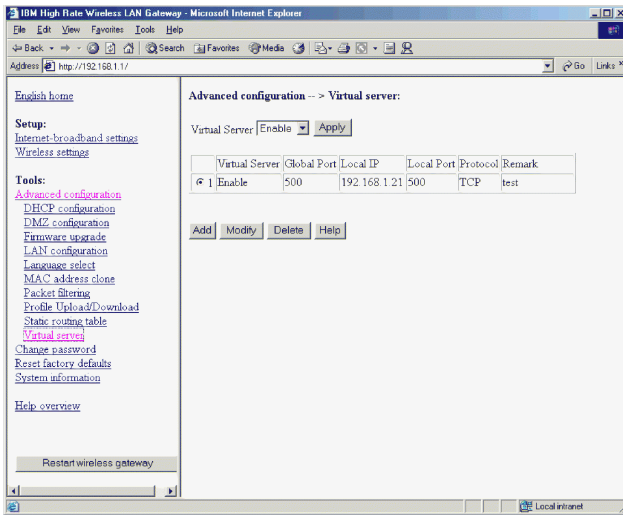 IBM High Rate Wireless LAN Gateway - Microsoft Internet Explorer
File Edit View Favorites Tools Help
Back Search Favorites Media
Address http://192.168.1.1/ Go Links
English home
Setup:
Internet-broadband settings
Wireless settings
Tools:
Advanced configuration
DHCP configuration
DMZ configuration
Firmware upgrade
LAN configuration
Language select
MAC address clone
Packet filtering
Profile Upload/Download
Static routing table
Virtual server
Change password
Reset factory defaults
System information
Help overview
Restart wireless gateway
Advanced configuration -- > Virtual server:
Virtual Server Enable Apply
Virtual Server Global Port Local IP Local Port Protocol Remark
1 Enable 500 192.168.1.21 500 TCP test
Add Modify Delete Help
Local intranet